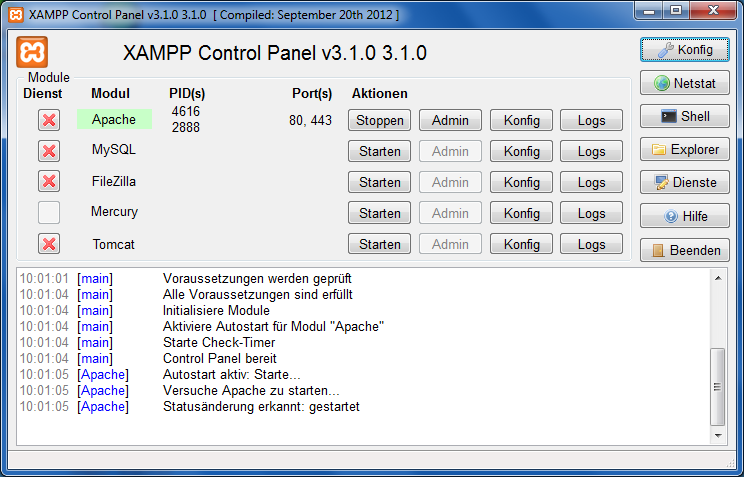 XAMPP Control Panel v3.1.0 3.1.0 [ Compiled: September 20th 2012 ]
XAMPP Control Panel v3.1.0 3.1.0
Konfig
Module
Dienst Modul PID(s) Port(s) Aktionen
Netstat
Apache 4616 2888 80, 443 Stoppen Admin Konfig Logs
Shell
MySQL Starten Admin Konfig Logs
Explorer
FileZilla Starten Admin Konfig Logs
Dienste
Mercury Starten Admin Konfig Logs
Hilfe
Tomcat Starten Admin Konfig Logs
Beenden
10:01:01 [main] Voraussetzungen werden geprüft
10:01:04 [main] Alle Voraussetzungen sind erfüllt
10:01:04 [main] Initialisiere Module
10:01:04 [main] Aktiviere Autostart für Modul "Apache"
10:01:04 [main] Starte Check-Timer
10:01:04 [main] Control Panel bereit
10:01:05 [Apache] Autostart aktiv: Starte...
10:01:05 [Apache] Versuche Apache zu starten...
10:01:05 [Apache] Statusänderung erkannt: gestartet